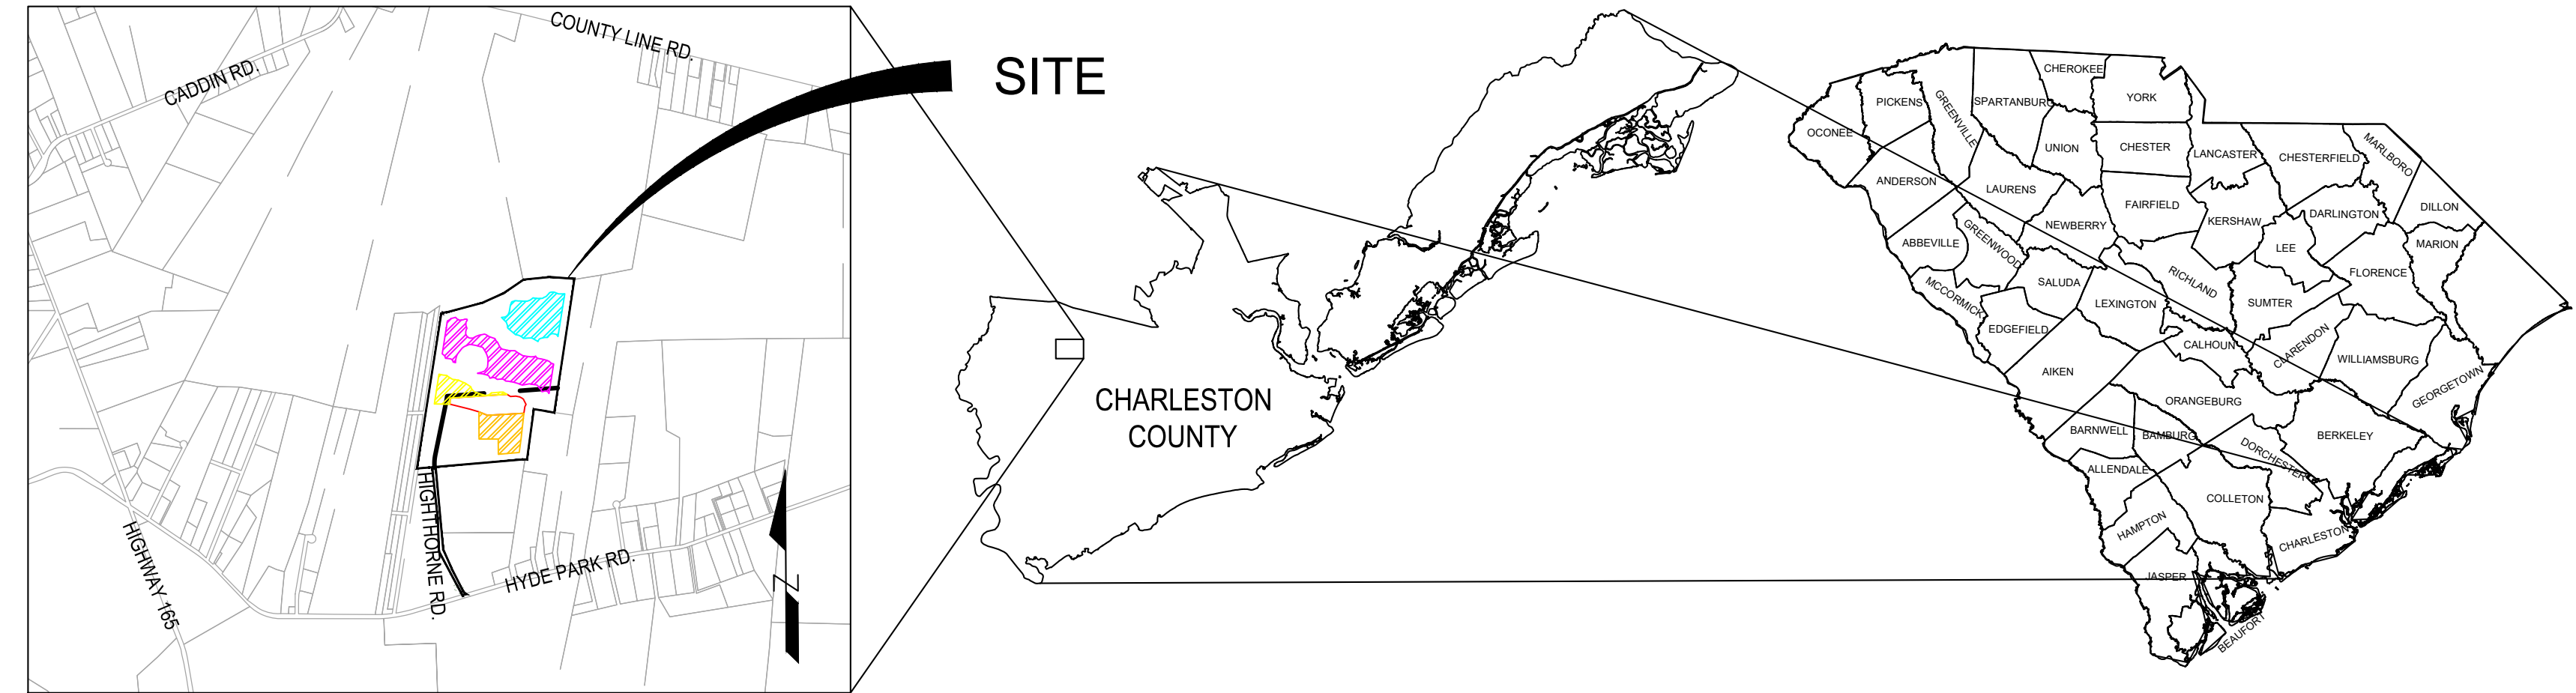 COUNTY LINE RD.
CADDIN RD.
SITE
HIGHTHORNE RD.
HYDE PARK RD.
HIGHWAY 165
N
CHARLESTON
COUNTY
CHEROKEE
YORK
SPARTANBURG
PICKENS
GREENVILLE
OCONEE
UNION
CHESTER
LANCASTER
CHESTERFIELD
MARLBORO
ANDERSON
LAURENS
FAIRFIELD
KERSHAW
DARLINGTON
DILLON
NEWBERRY
ABBEVILLE
GREENWOOD
LEE
MARION
RICHLAND
FLORENCE
SALUDA
MCCORMICK
LEXINGTON
SUMTER
EDGEFIELD
CALHOUN
CLARENDON
WILLIAMSBURG
AIKEN
GEORGETOWN
ORANGEBURG
BARNWELL
BAMBURG
BERKELEY
DORCHESTER
ALLENDALE
COLLETON
HAMPTON
CHARLESTON
JASPER
BEAUFORT